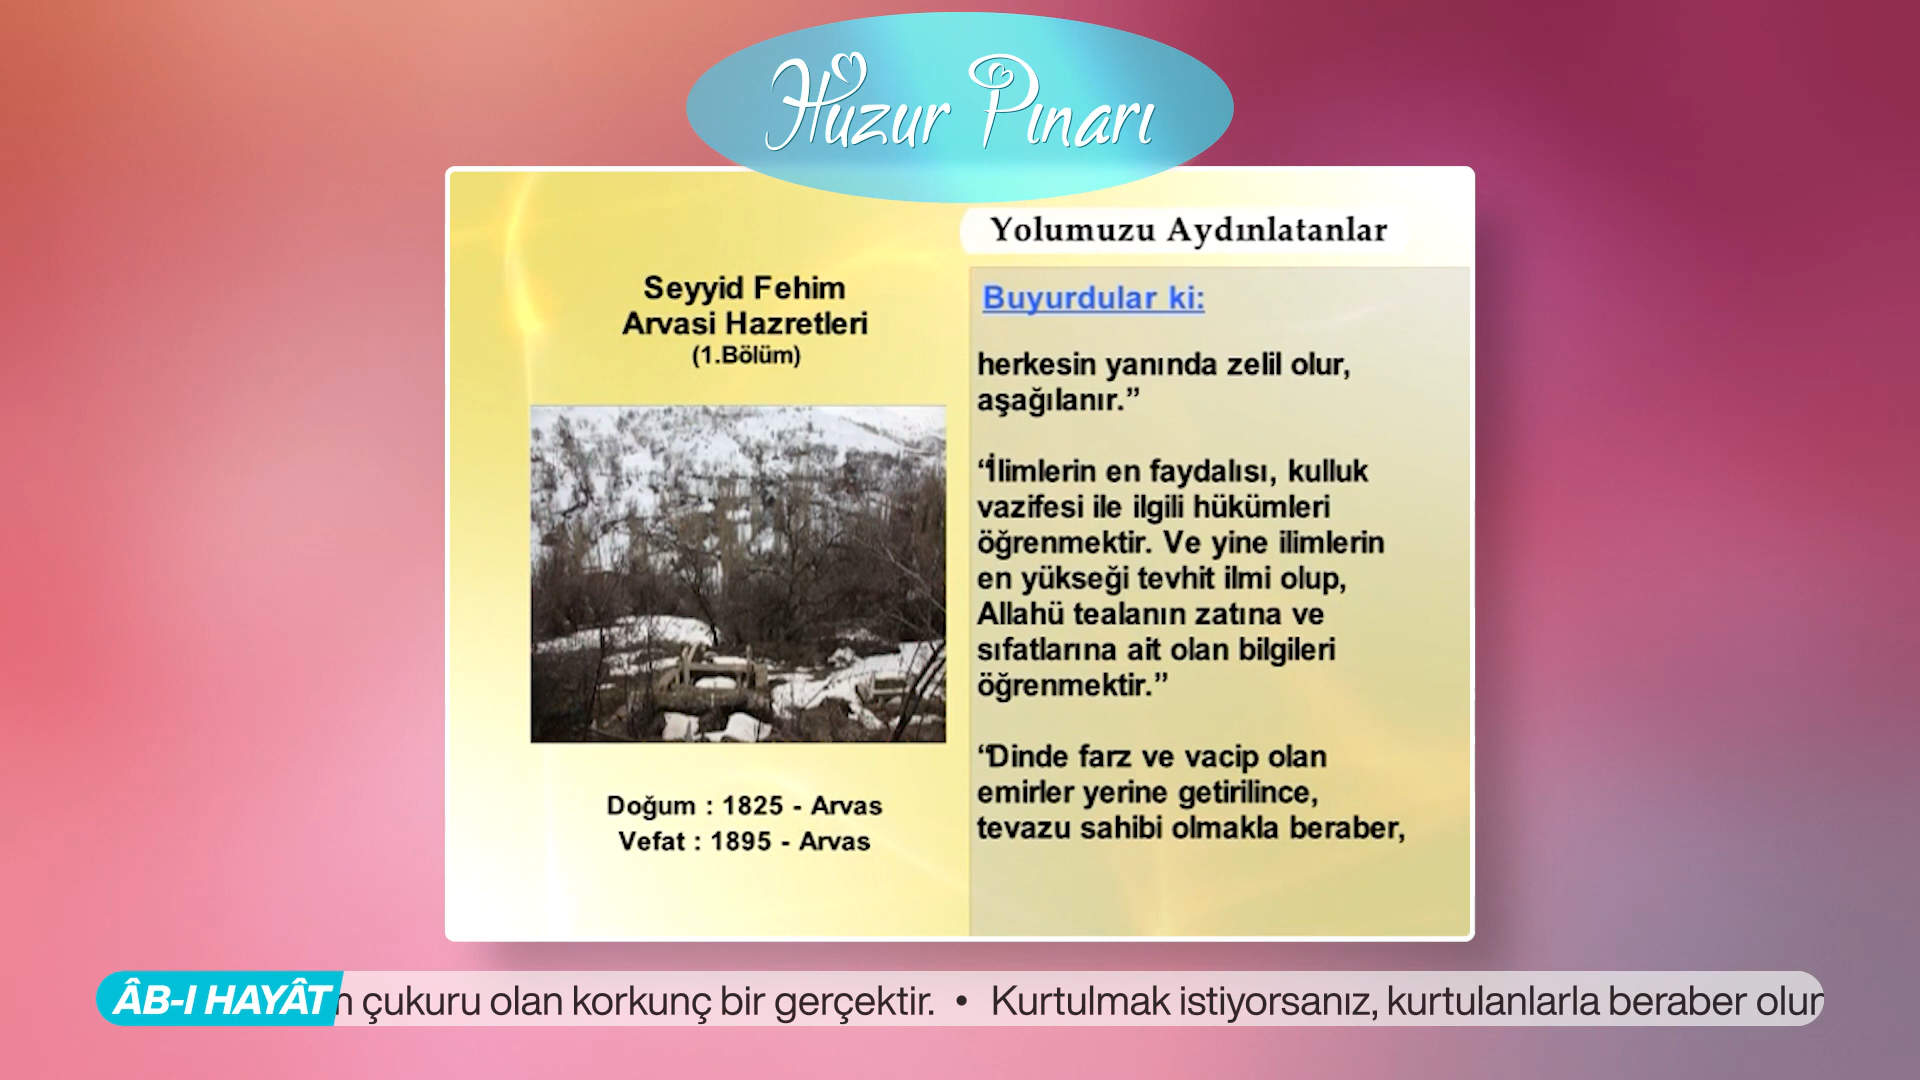 Huzur Pınarı
Yolumuzu Aydınlatanlar
Seyyid Fehim
Arvasi Hazretleri
(1.Bölüm)
Doğum : 1825 - Arvas
Vefat : 1895 - Arvas
Buyurdular ki:
herkesin yanında zelil olur,
aşağılanır.”
“İlimlerin en faydalısı, kulluk
vazifesi ile ilgili hükümleri
öğrenmektir. Ve yine ilimlerin
en yükseği tevhit ilmi olup,
Allahü tealanın zatına ve
sıfatlarına ait olan bilgileri
öğrenmektir.”
“Dinde farz ve vacip olan
emirler yerine getirilince,
tevazu sahibi olmakla beraber,
ÂB-I HAYÂT çukuru olan korkunç bir gerçektir. • Kurtulmak istiyorsanız, kurtulanlarla beraber